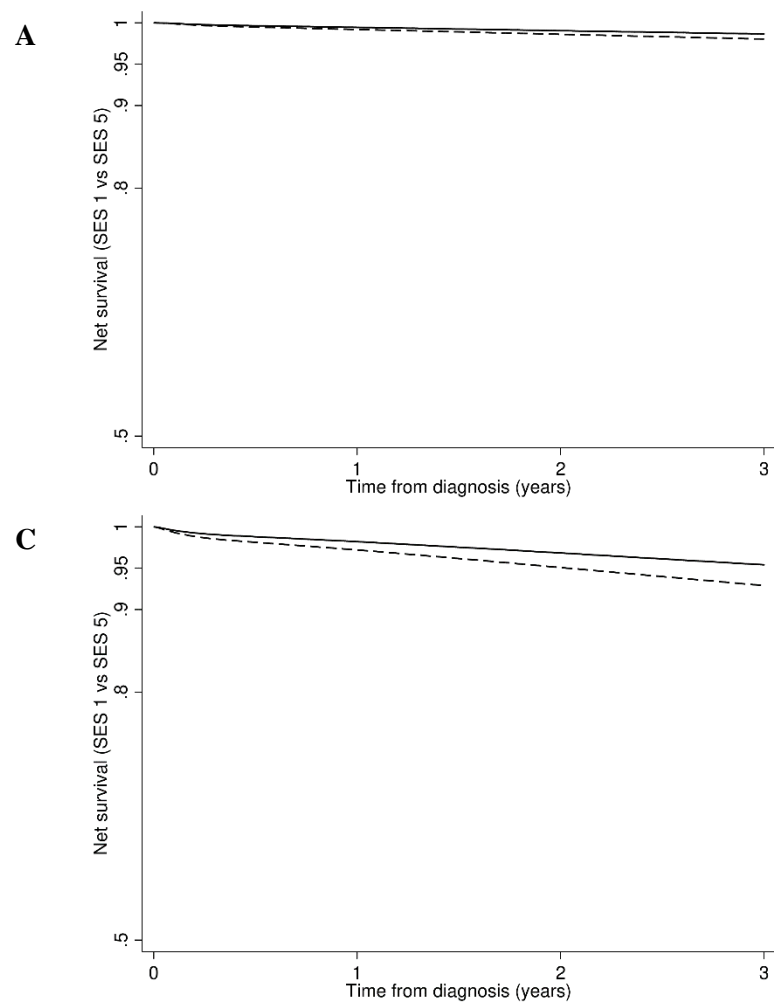 A
Net survival (SES 1 vs SES 5)
1
.95
.9
.8
.5
0 1 2 3
Time from diagnosis (years)
C
Net survival (SES 1 vs SES 5)
1
.95
.9
.8
.5
0 1 2 3
Time from diagnosis (years)